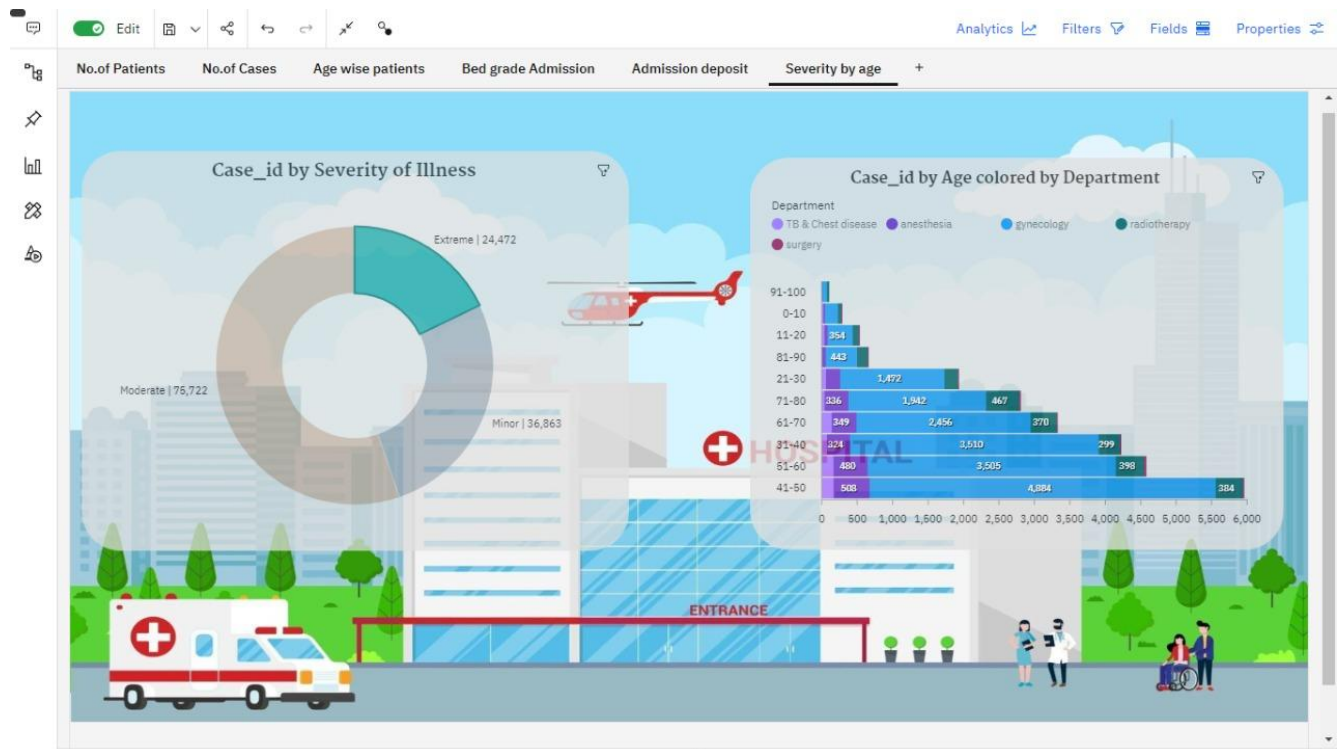 Edit
Analytics Filters Fields Properties
No.of Patients No.of Cases Age wise patients Bed grade Admission Admission deposit Severity by age +
Case_id by Severity of Illness
Extreme | 24,472
Moderate | 75,722
Minor | 36,863
Case_id by Age colored by Department
Department
TB & Chest disease anesthesia gynecology radiotherapy
surgery
91-100
0-10
11-20 354
81-90 443
21-30 1,472
71-80 336 1,942 467
61-70 349 2,456 370
31-40 324 3,510 299
51-60 480 3,505 398
41-50 508 4,884 384
0 500 1,000 1,500 2,000 2,500 3,000 3,500 4,000 4,500 5,000 5,500 6,000
HOSPITAL
ENTRANCE